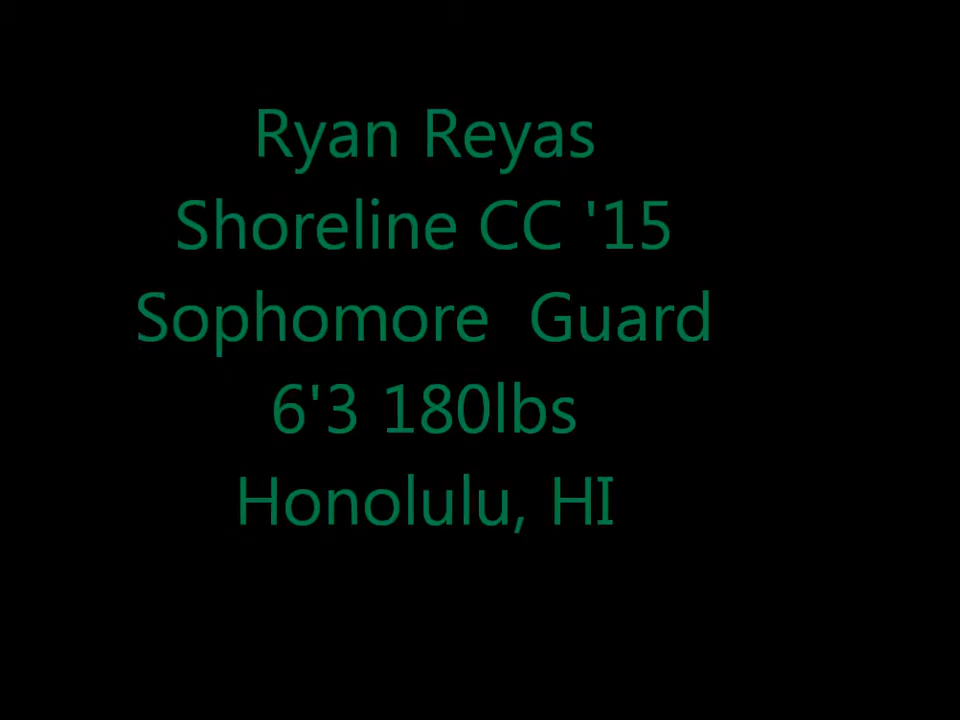 Ryan Reyas
Shoreline CC '15
Sophomore  Guard
6'3 180lbs
Honolulu, HI